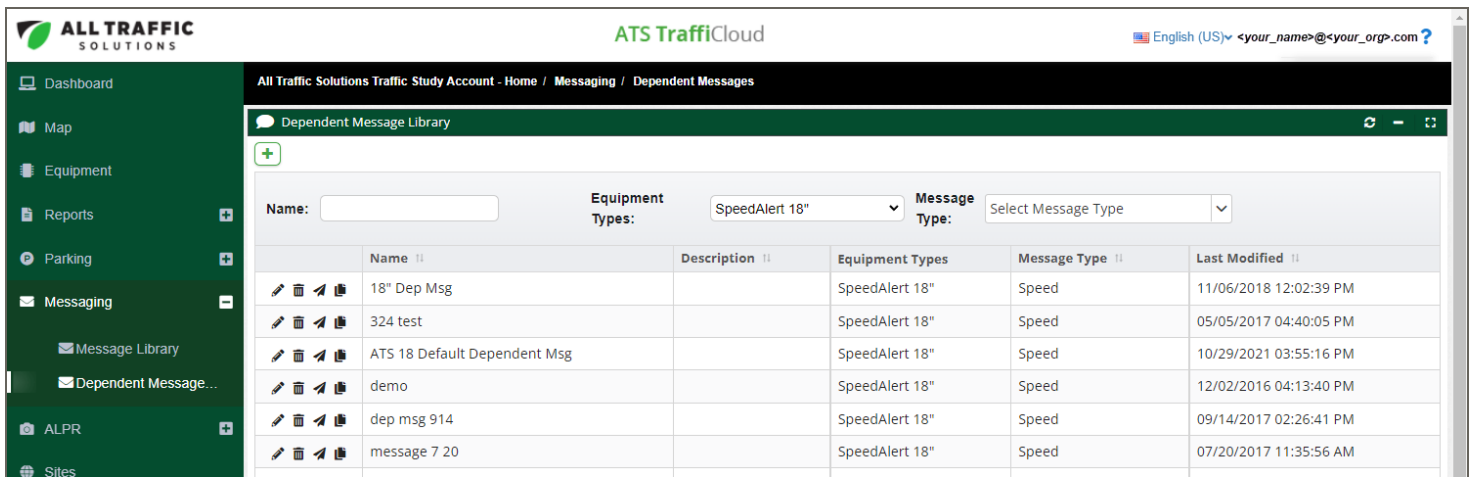 ALL TRAFFIC
SOLUTIONS
ATS TraffiCloud
English (US) <your_name>@<your_org>.com ?
Dashboard
Map
Equipment
Reports
Parking
Messaging
Message Library
Dependent Message...
ALPR
Sites
All Traffic Solutions Traffic Study Account - Home / Messaging / Dependent Messages
Dependent Message Library
Name:
Equipment Types:
SpeedAlert 18"
Message Type:
Select Message Type
Name Description Equipment Types Message Type Last Modified
18" Dep Msg SpeedAlert 18" Speed 11/06/2018 12:02:39 PM
324 test SpeedAlert 18" Speed 05/05/2017 04:40:05 PM
ATS 18 Default Dependent Msg SpeedAlert 18" Speed 10/29/2021 03:55:16 PM
demo SpeedAlert 18" Speed 12/02/2016 04:13:40 PM
dep msg 914 SpeedAlert 18" Speed 09/14/2017 02:26:41 PM
message 7 20 SpeedAlert 18" Speed 07/20/2017 11:35:56 AM